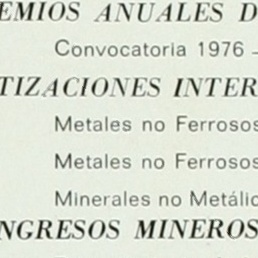 EMIOS ANUALES D
Convocatoria 1976 -
TIZACIONES INTER
Metales no Ferrosos
Metales no Ferrosos
Minerales no Metálic
NGRESOS MINEROS